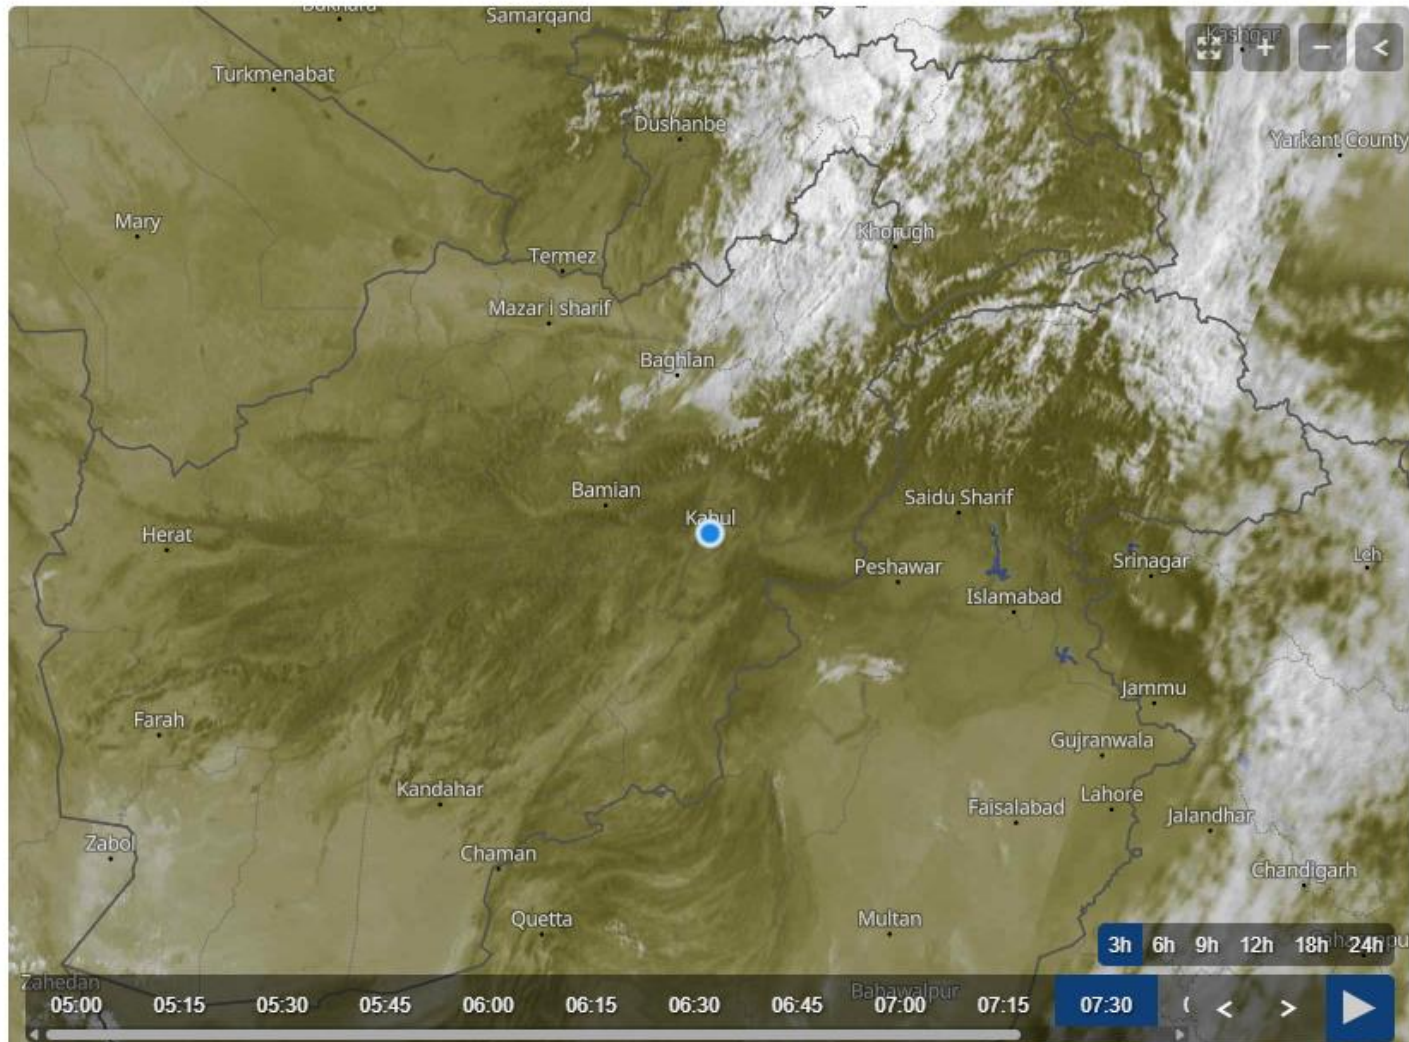 Samarqand
Kashgar
+ − <
Turkmenabat
Dushanbe
Yarkant County
Mary
Khorugh
Termez
Mazar i sharif
Baghlan
Bamian
Saidu Sharif
Kabul
Herat
Peshawar
Srinagar
Leh
Islamabad
Jammu
Farah
Gujranwala
Kandahar
Faisalabad
Lahore
Jalandhar
Zabol
Chaman
Chandigarh
Quetta
Multan
3h 6h 9h 12h 18h 24h
Zahedan
Bahawalpur
05:00 05:15 05:30 05:45 06:00 06:15 06:30 06:45 07:00 07:15 07:30 < >